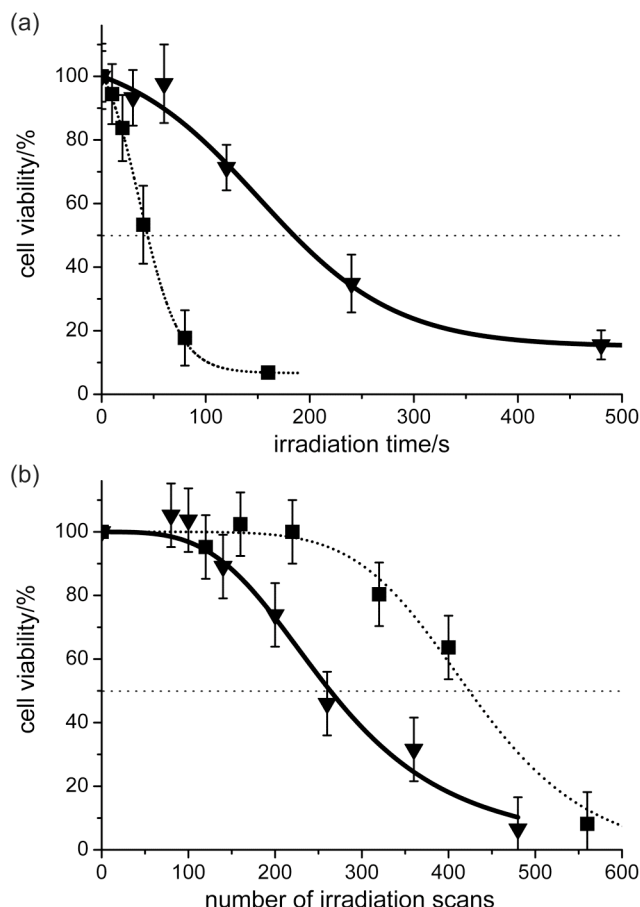 (a)
100
80
60
40
20
0
cell viability/%
0 100 200 300 400 500
irradiation time/s
(b)
100
80
60
40
20
0
cell viability/%
0 100 200 300 400 500 600
number of irradiation scans